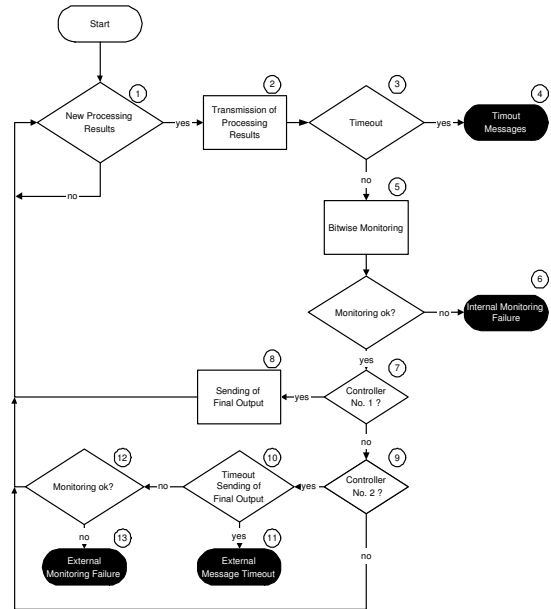 Start
1
New Processing
Results
yes
no
2
Transmission of
Processing
Results
3
Timeout
yes
no
4
Timout
Messages
5
Bitwise Monitoring
Monitoring ok?
no
yes
6
Internal Monitoring
Failure
7
Controller
No. 1 ?
yes
no
8
Sending of
Final Output
9
Controller
No. 2 ?
yes
no
10
Timeout
Sending of
Final Output
no
yes
11
External
Message Timeout
12
Monitoring ok?
no
13
External
Monitoring Failure